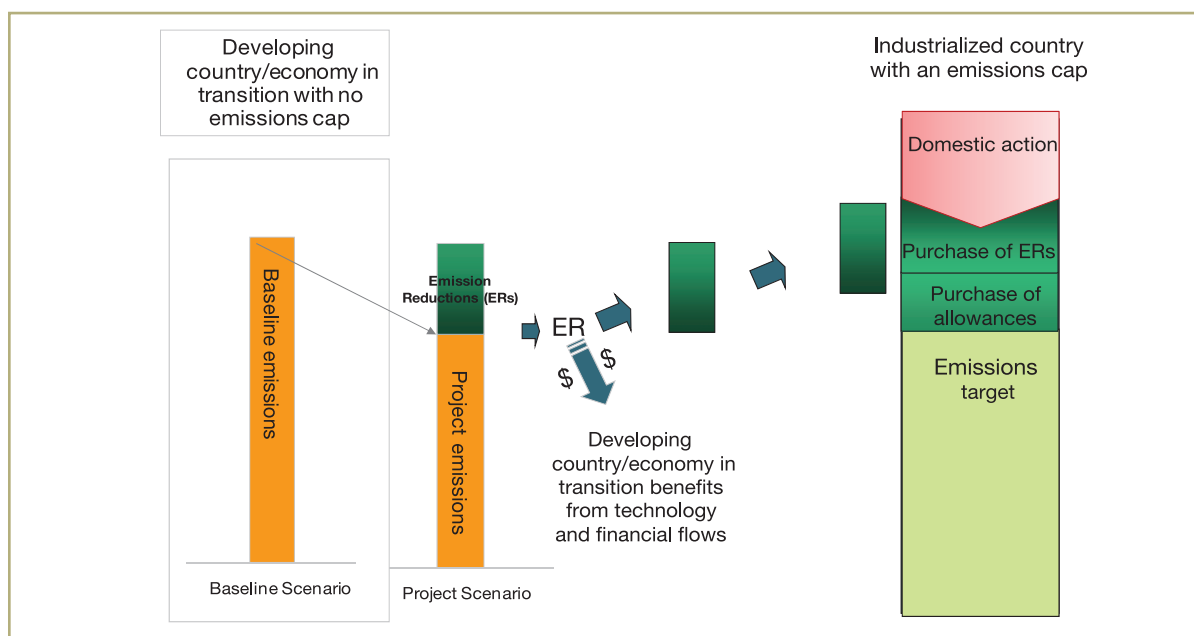 Developing
country/economy in
transition with no
emissions cap
Baseline emissions
Baseline Scenario
Emission
Reductions (ERs)
Project emissions
Project Scenario
ER
$
$
Developing
country/economy in
transition benefits
from technology
and financial flows
Industrialized country
with an emissions cap
Domestic action
Purchase of ERs
Purchase of
allowances
Emissions
target